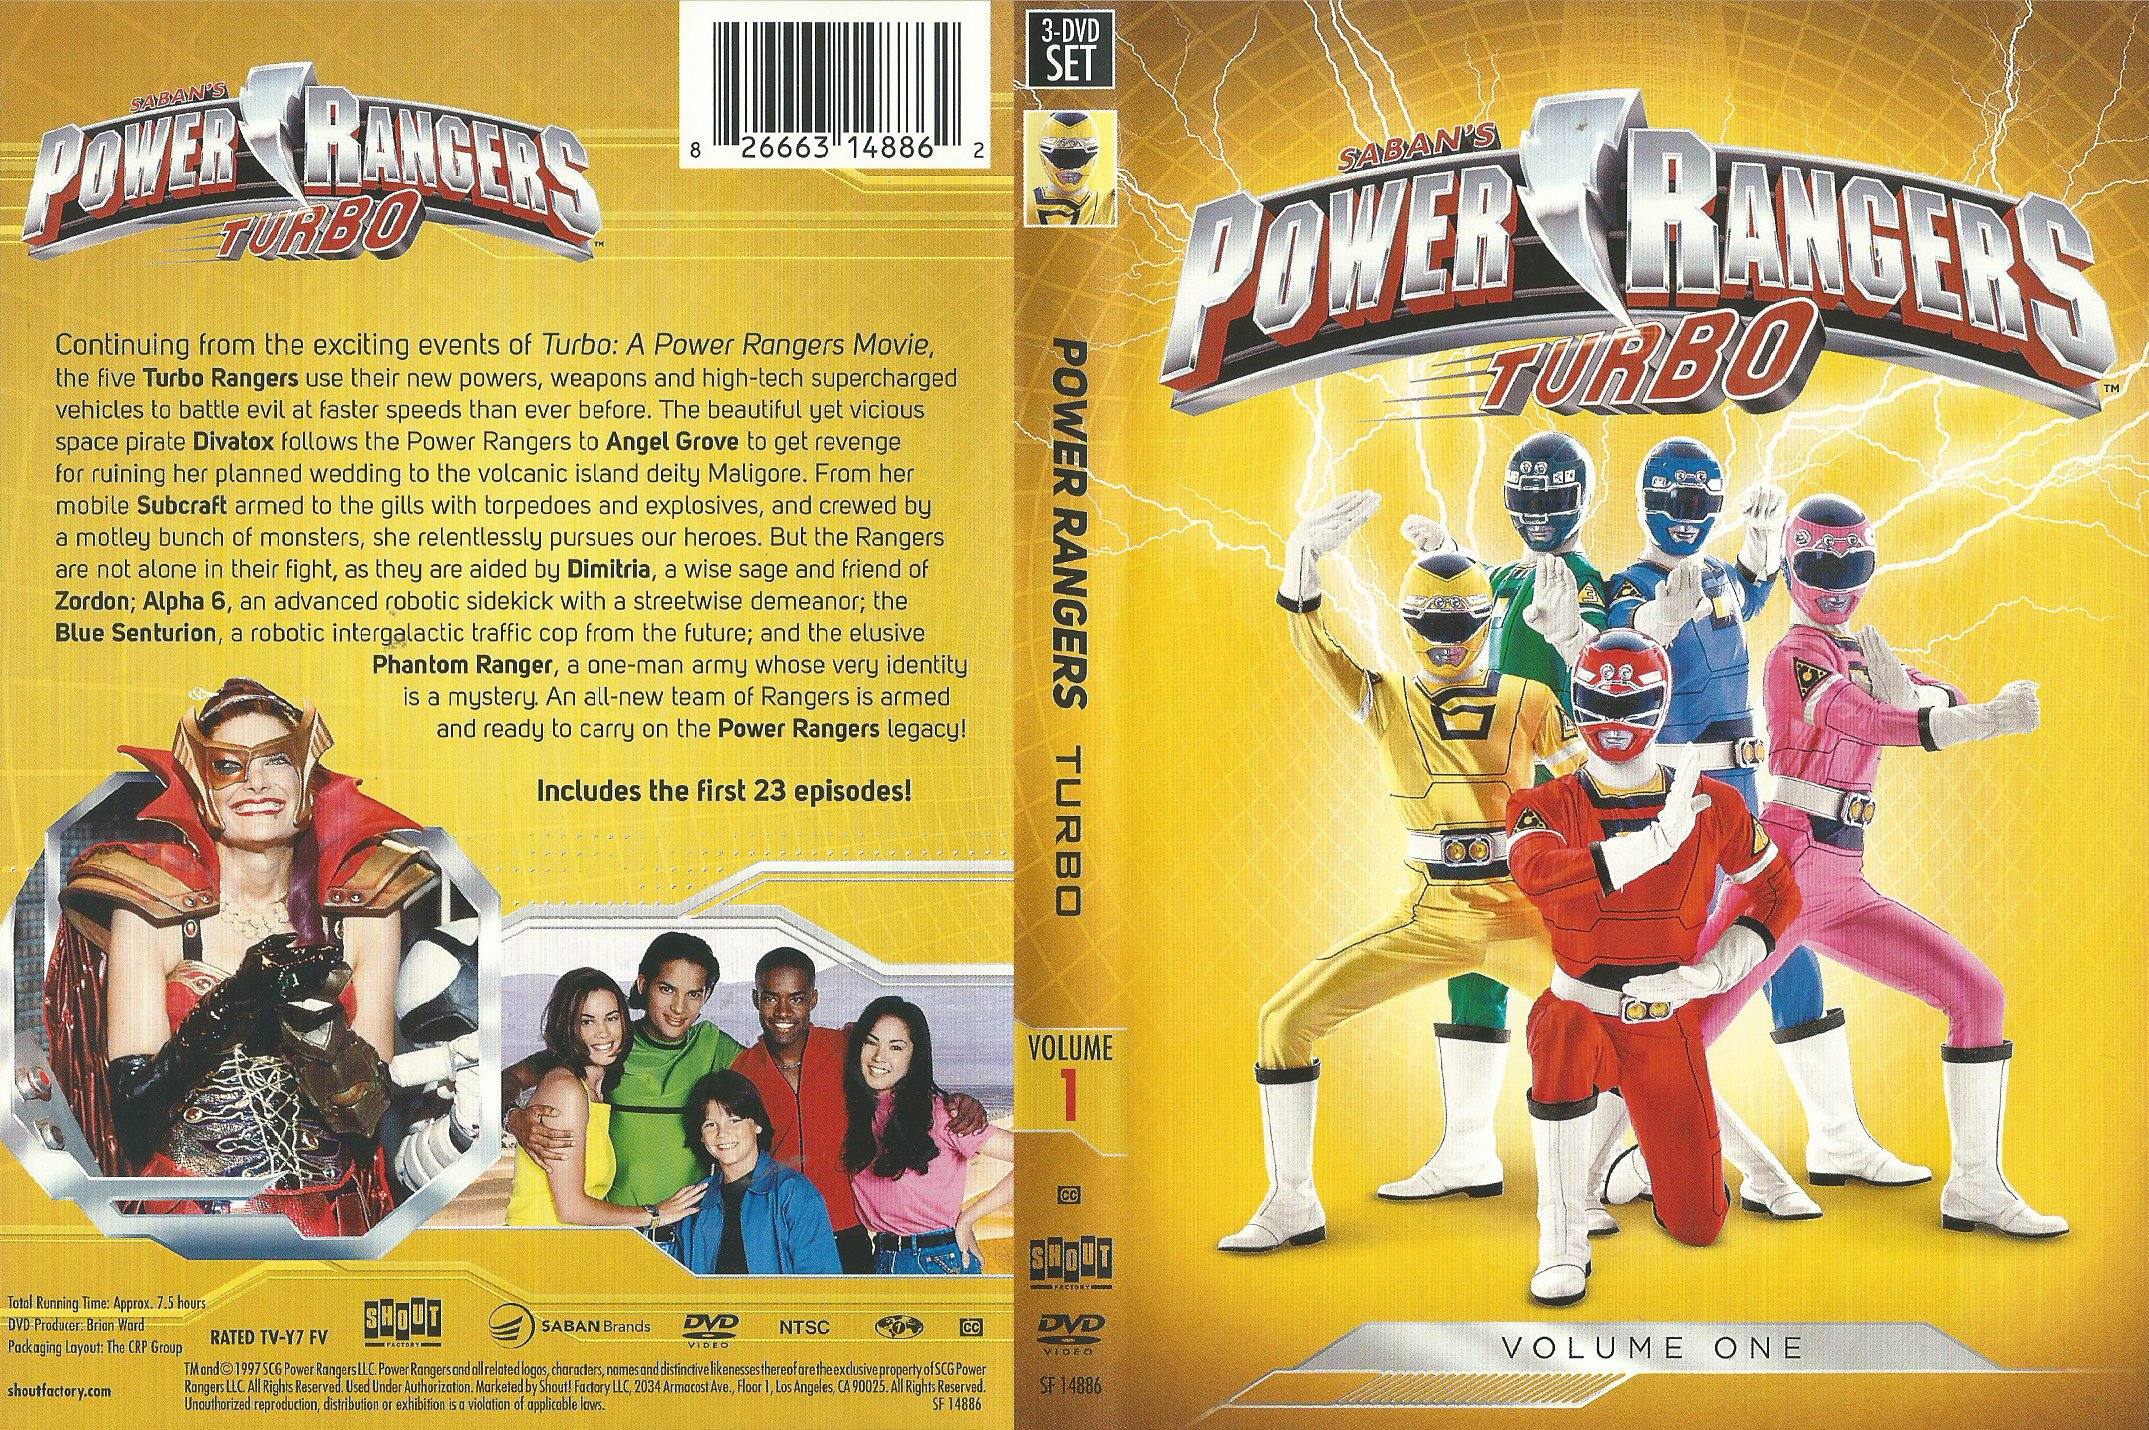 SABAN'S
POWER RANGERS
TURBO
™
8 26663 14886 2
Continuing from the exciting events of Turbo: A Power Rangers Movie,
the five Turbo Rangers use their new powers, weapons and high-tech supercharged
vehicles to battle evil at faster speeds than ever before. The beautiful yet vicious
space pirate Divatox follows the Power Rangers to Angel Grove to get revenge
for ruining her planned wedding to the volcanic island deity Maligore. From her
mobile Subcraft armed to the gills with torpedoes and explosives, and crewed by
a motley bunch of monsters, she relentlessly pursues our heroes. But the Rangers
are not alone in their fight, as they are aided by Dimitria, a wise sage and friend of
Zordon; Alpha 6, an advanced robotic sidekick with a streetwise demeanor; the
Blue Senturion, a robotic intergalactic traffic cop from the future; and the elusive
Phantom Ranger, a one-man army whose very identity
is a mystery. An all-new team of Rangers is armed
and ready to carry on the Power Rangers legacy!
Includes the first 23 episodes!
Total Running Time: Approx. 7.5 hours
DVD Producer: Brian Ward
Packaging Layout: The CRP Group
RATED TV-Y7 FV
SHOUT
FACTORY
SABAN Brands
DVD
VIDEO
NTSC
1
CC
shoutfactory.com
TM and © 1997 SCG Power Rangers LLC. Power Rangers and all related logos, characters, names and distinctive likenesses thereof are the exclusive property of SCG Power
Rangers LLC. All Rights Reserved. Used Under Authorization. Marketed by Shout! Factory LLC, 2034 Armacost Ave., Floor 1, Los Angeles, CA 90025. All Rights Reserved.
Unauthorized reproduction, distribution or exhibition is a violation of applicable laws.
SF 14886
3-DVD
SET
POWER RANGERS TURBO
VOLUME
1
CC
SHOUT
FACTORY
DVD
VIDEO
SF 14886
SABAN'S
POWER RANGERS
TURBO
™
VOLUME ONE